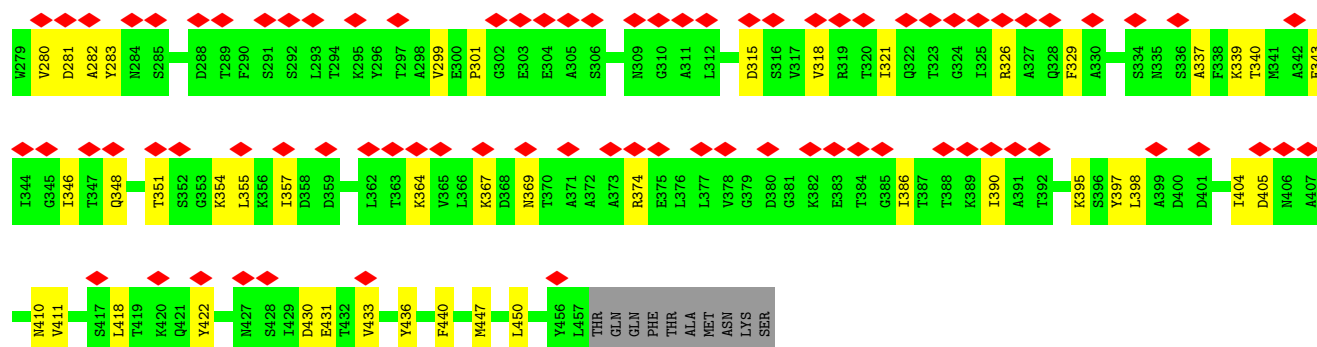 W279 V280 D281 A282 Y283 N284 S285 D288 T289 F290 S291 S292 L293 T294 K295 Y296 T297 A298 V299 E300 P301 G302 E303 E304 A305 S306 N309 G310 A311 L312 D315 S316 V317 V318 R319 T320 I321 Q322 T323 G324 I325 R326 A327 Q328 F329 A330 S334 N335 S336 A337 F338 K339 T340 M341 A342 E343
I344 G345 I346 T347 Q348 T351 S352 G353 K354 L355 K356 I357 D358 D359 L362 T363 K364 V365 L366 K367 D368 N369 T370 A371 A372 A373 R374 E375 L376 L377 V378 G379 D380 G381 K382 E383 T384 G385 I386 T387 T388 K389 I390 A391 T392 K395 S396 Y397 L398 A399 D400 D401 I404 D405 N406 A407
N410 V411 S417 L418 T419 K420 Q421 Y422 N427 S428 I429 D430 E431 T432 V433 Y436 F440 M447 L450 Y456 L457 THR GLN GLN PHE THR ALA MET ASN LYS SER